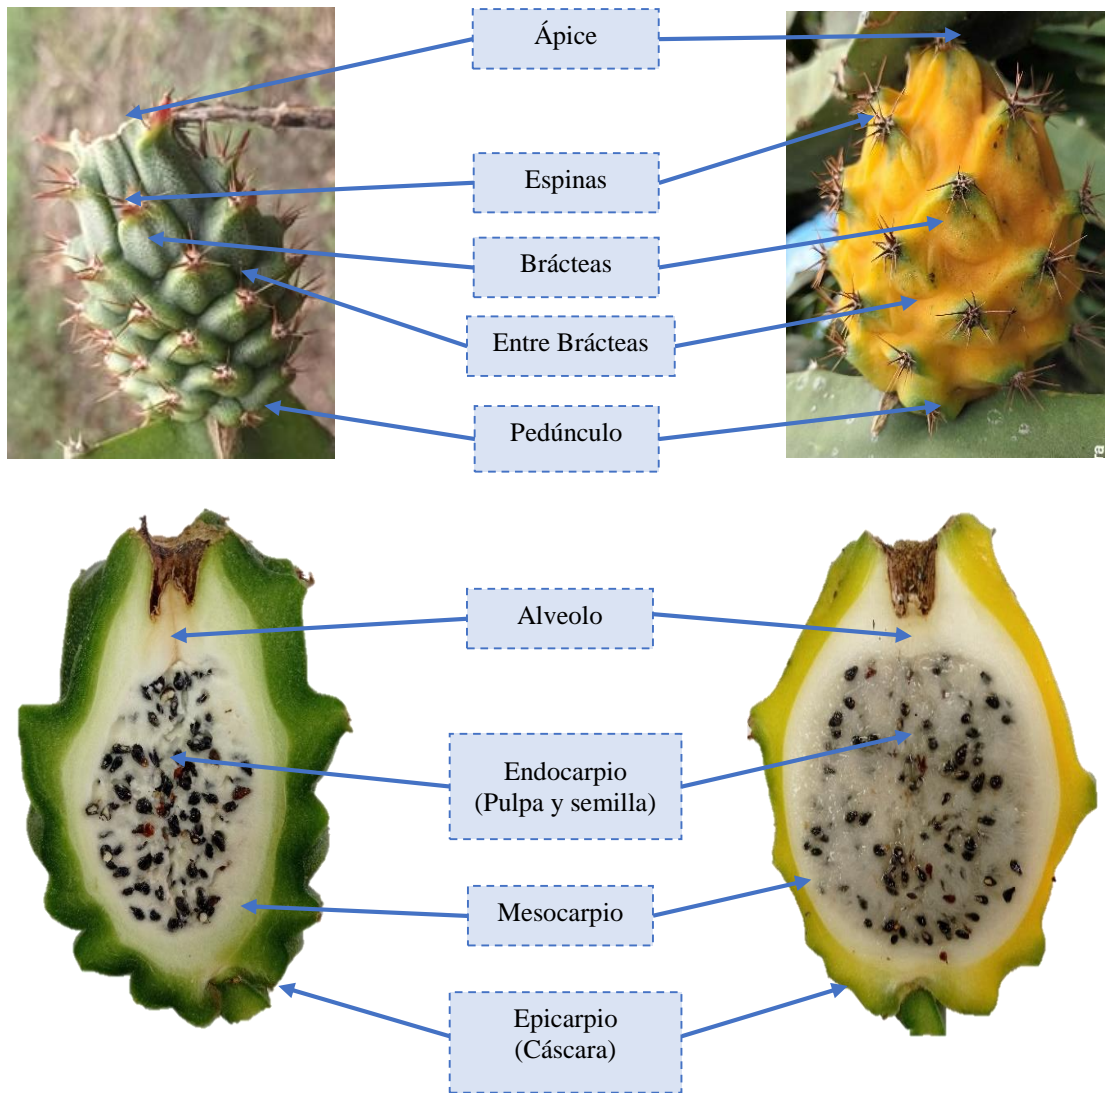 Ápice
Espinas
Brácteas
Entre Brácteas
Pedúnculo
Alveolo
Endocarpio
(Pulpa y semilla)
Mesocarpio
Epicarpio
(Cáscara)